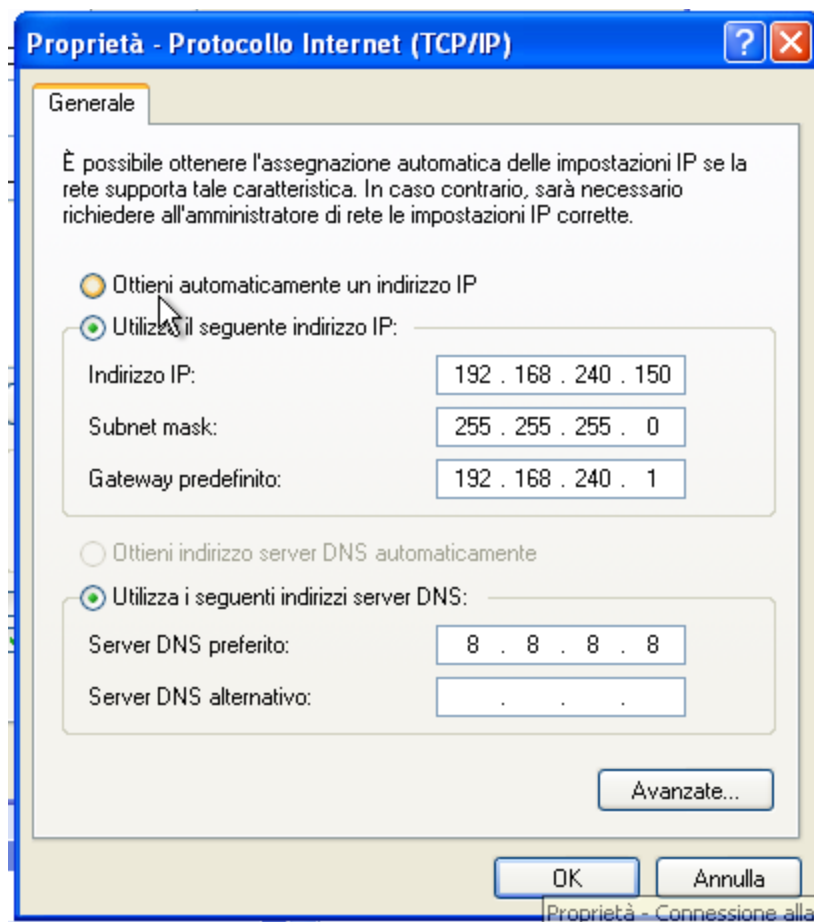 Proprietà - Protocollo Internet (TCP/IP)
Generale
È possibile ottenere l'assegnazione automatica delle impostazioni IP se la
rete supporta tale caratteristica. In caso contrario, sarà necessario
richiedere all'amministratore di rete le impostazioni IP corrette.
Ottieni automaticamente un indirizzo IP
Utilizza il seguente indirizzo IP:
Indirizzo IP: 192 . 168 . 240 . 150
Subnet mask: 255 . 255 . 255 . 0
Gateway predefinito: 192 . 168 . 240 . 1
Ottieni indirizzo server DNS automaticamente
Utilizza i seguenti indirizzi server DNS:
Server DNS preferito: 8 . 8 . 8 . 8
Server DNS alternativo: . . .
Avanzate...
OK Annulla
Proprietà - Connessione alla